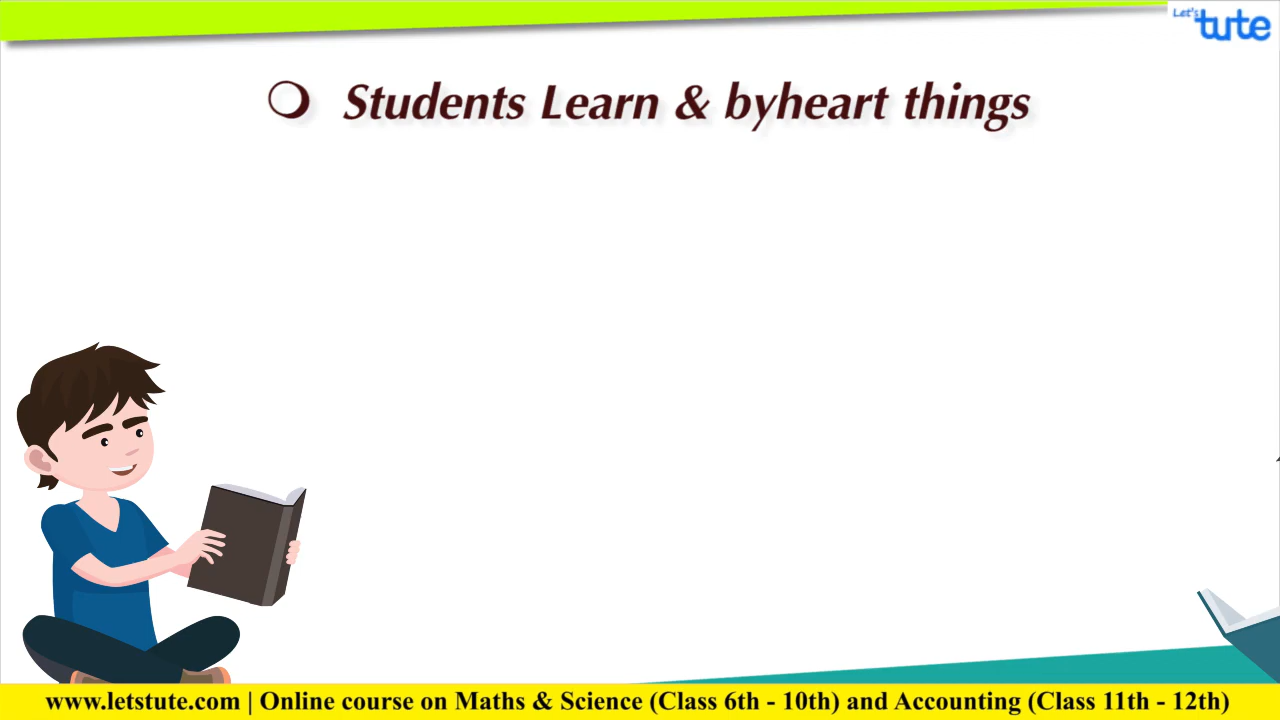 Let's
tute
Students Learn & byheart things
www.letstute.com | Online course on Maths & Science (Class 6th - 10th) and Accounting (Class 11th - 12th)